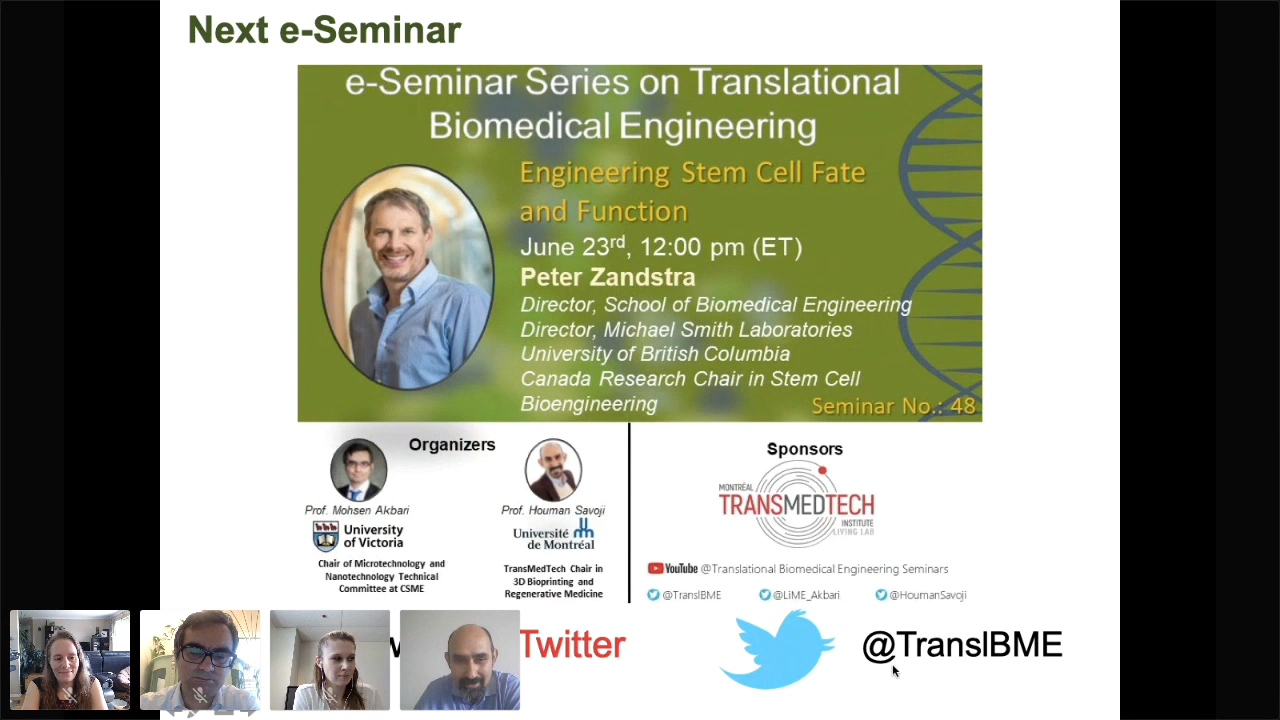 Next e-Seminar
e-Seminar Series on Translational
Biomedical Engineering
Engineering Stem Cell Fate
and Function
June 23rd, 12:00 pm (ET)
Peter Zandstra
Director, School of Biomedical Engineering
Director, Michael Smith Laboratories
University of British Columbia
Canada Research Chair in Stem Cell
Bioengineering
Seminar No.: 48
Organizers
Prof. Mohsen Akbari
University
of Victoria
Chair of Microtechnology and
Nanotechnology Technical
Committee at CSME
Prof. Houman Savoji
Université
de Montréal
TransMedTech Chair in
3D Bioprinting and
Regenerative Medicine
Sponsors
MONTRÉAL
TRANSMEDTECH
INSTITUTE
LIVING LAB
YouTube @Translational Biomedical Engineering Seminars
@TranslBME @LiME_Akbari @HoumanSavoji
Twitter @TranslBME